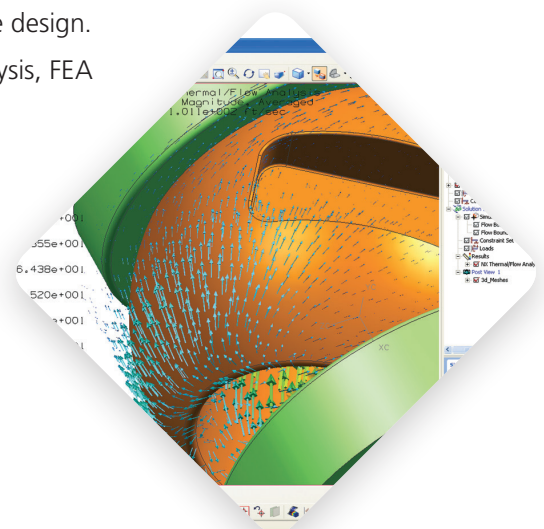 e design.
ysis, FEA
ermal/Flow Analysis
Magnitude, Averaged
1.011e+002 ft/sec
+001
355e+001
6.438e+001
520e+001
+001
XC
Solution
Flow Boun
Constraint Set
Loads
Results
NX Thermal/Flow Analy
Post View 1
3d_Meshes